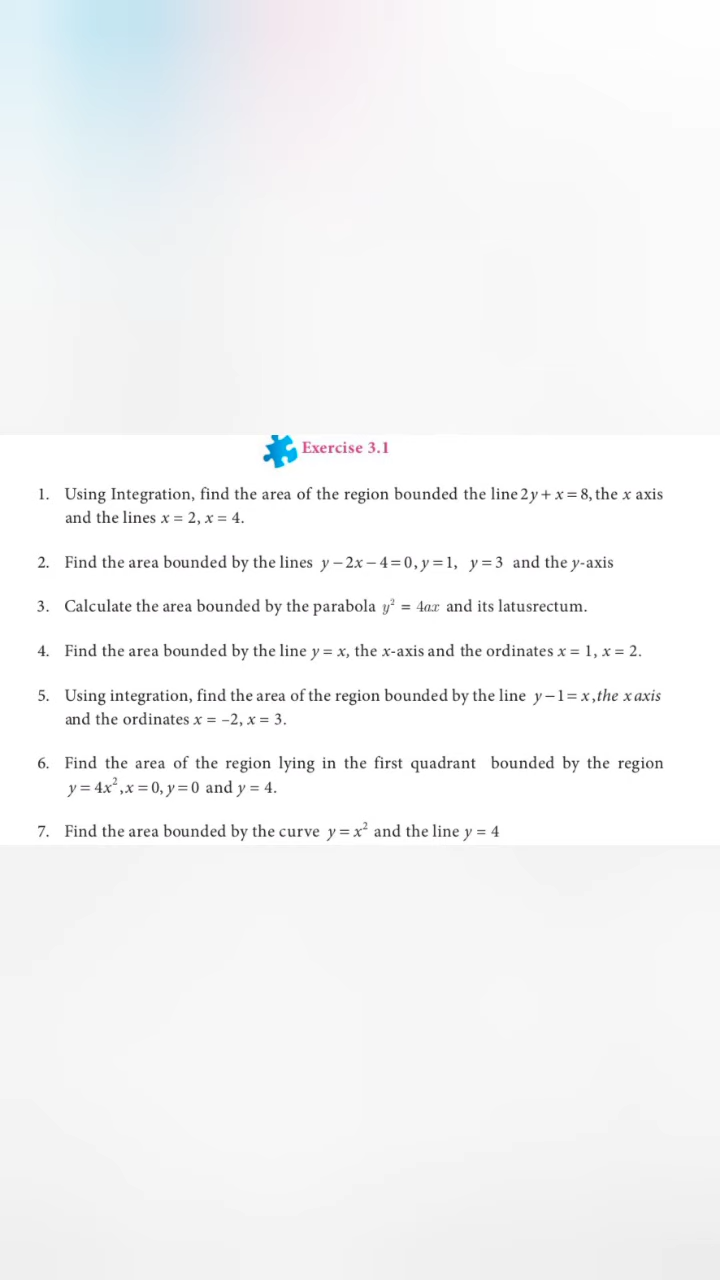 Exercise 3.1
1. Using Integration, find the area of the region bounded the line 2y + x = 8, the x axis
and the lines x = 2, x = 4.
2. Find the area bounded by the lines y − 2x − 4 = 0, y = 1, y = 3 and the y-axis
3. Calculate the area bounded by the parabola y² = 4ax and its latusrectum.
4. Find the area bounded by the line y = x, the x-axis and the ordinates x = 1, x = 2.
5. Using integration, find the area of the region bounded by the line y − 1 = x, the x axis
and the ordinates x = −2, x = 3.
6. Find the area of the region lying in the first quadrant bounded by the region
y = 4x², x = 0, y = 0 and y = 4.
7. Find the area bounded by the curve y = x² and the line y = 4